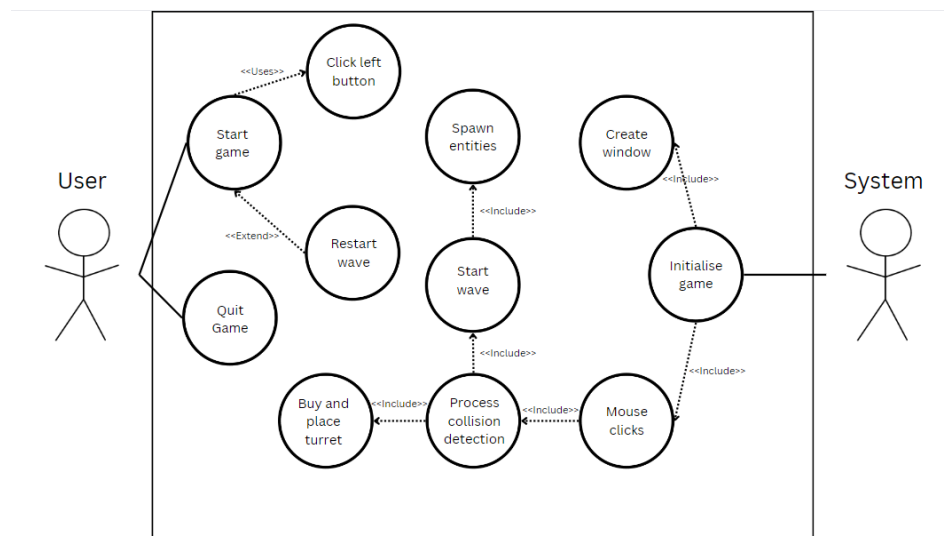 User
System
Start
game
<<Uses>>
Click left
button
<<Extend>>
Restart
wave
Quit
Game
Spawn
entities
<<Include>>
Start
wave
<<Include>>
Process
collision
detection
<<Include>>
Buy and
place
turret
Create
window
<<Include>>
Initialise
game
<<Include>>
Mouse
clicks
<<Include>>